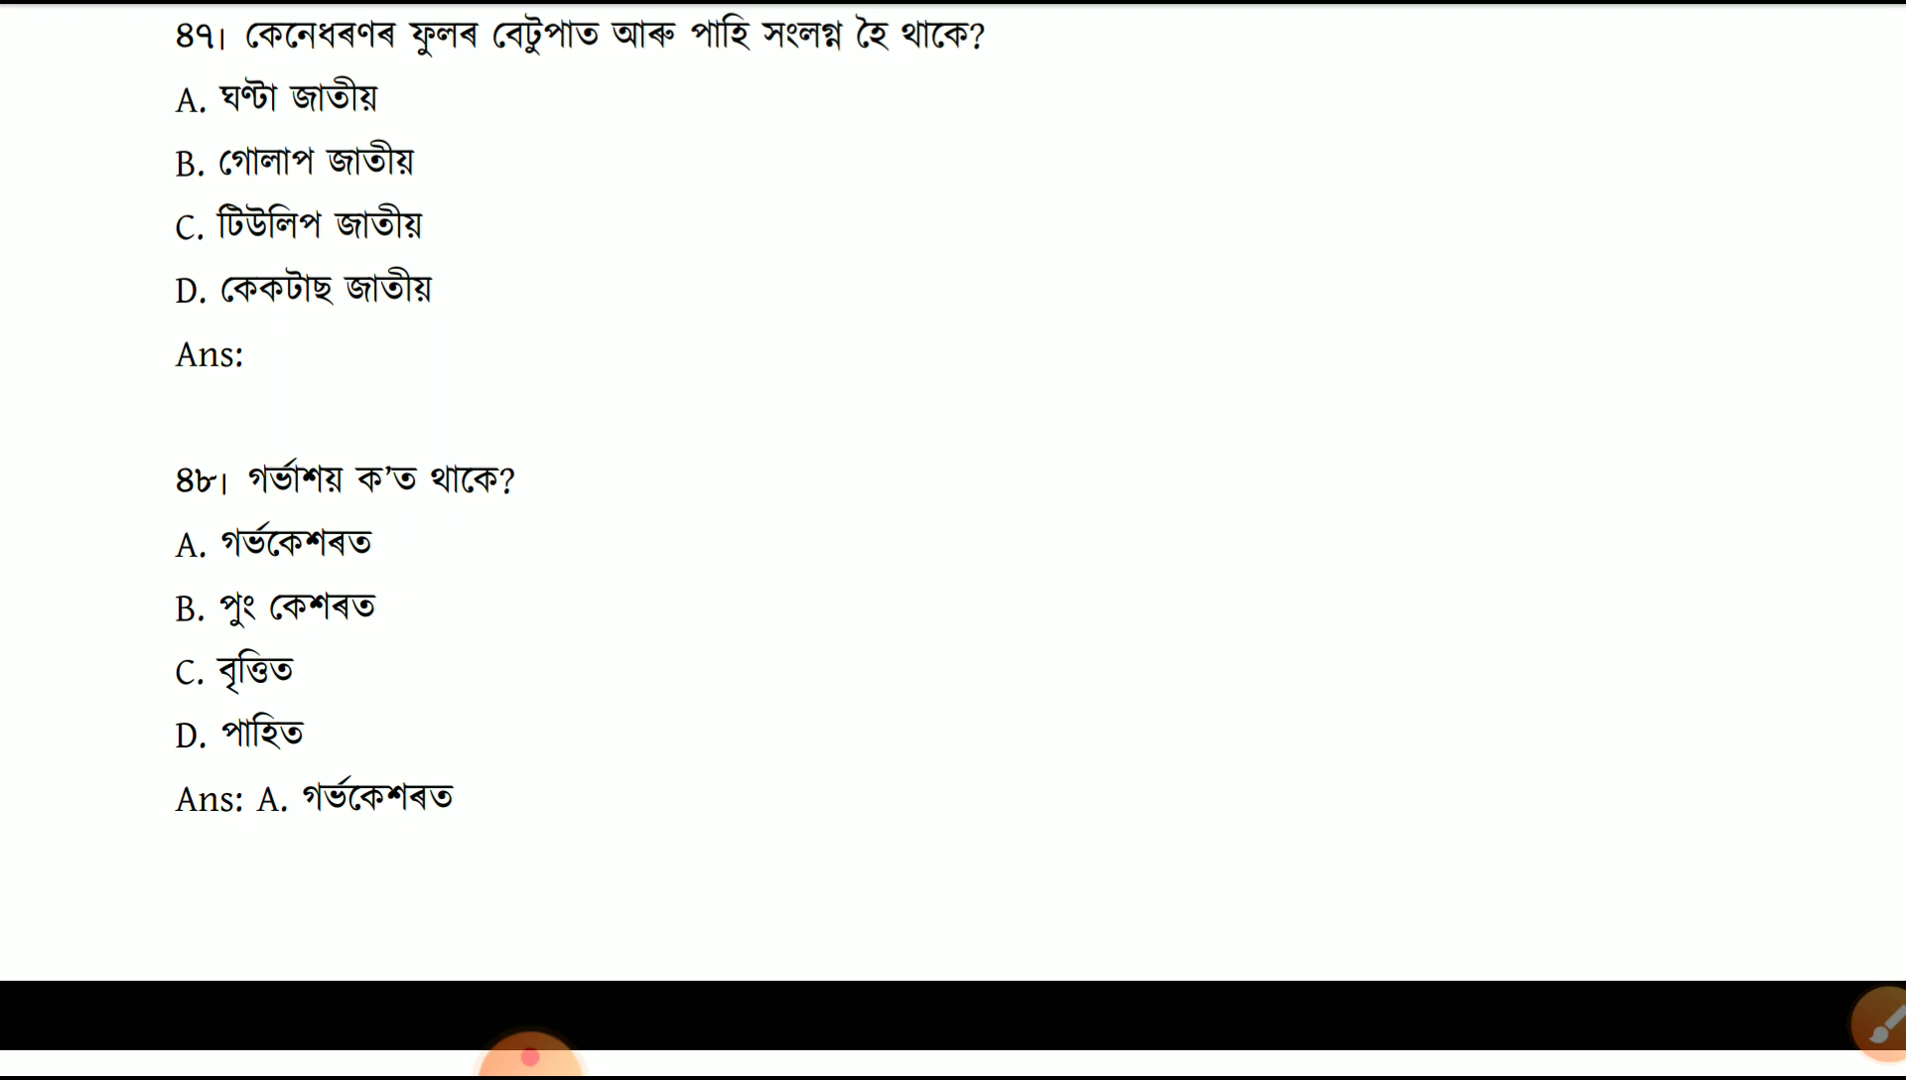 ৪৭। কেনেধৰণৰ ফুলৰ বেটুপাত আৰু পাহি সংলগ্ন হৈ থাকে?
A. ঘণ্টা জাতীয়
B. গোলাপ জাতীয়
C. টিউলিপ জাতীয়
D. কেকটাছ জাতীয়
Ans:
৪৮। গৰ্ভাশয় ক’ত থাকে?
A. গৰ্ভকেশৰত
B. পুং কেশৰত
C. বৃত্তিত
D. পাহিত
Ans: A. গৰ্ভকেশৰত